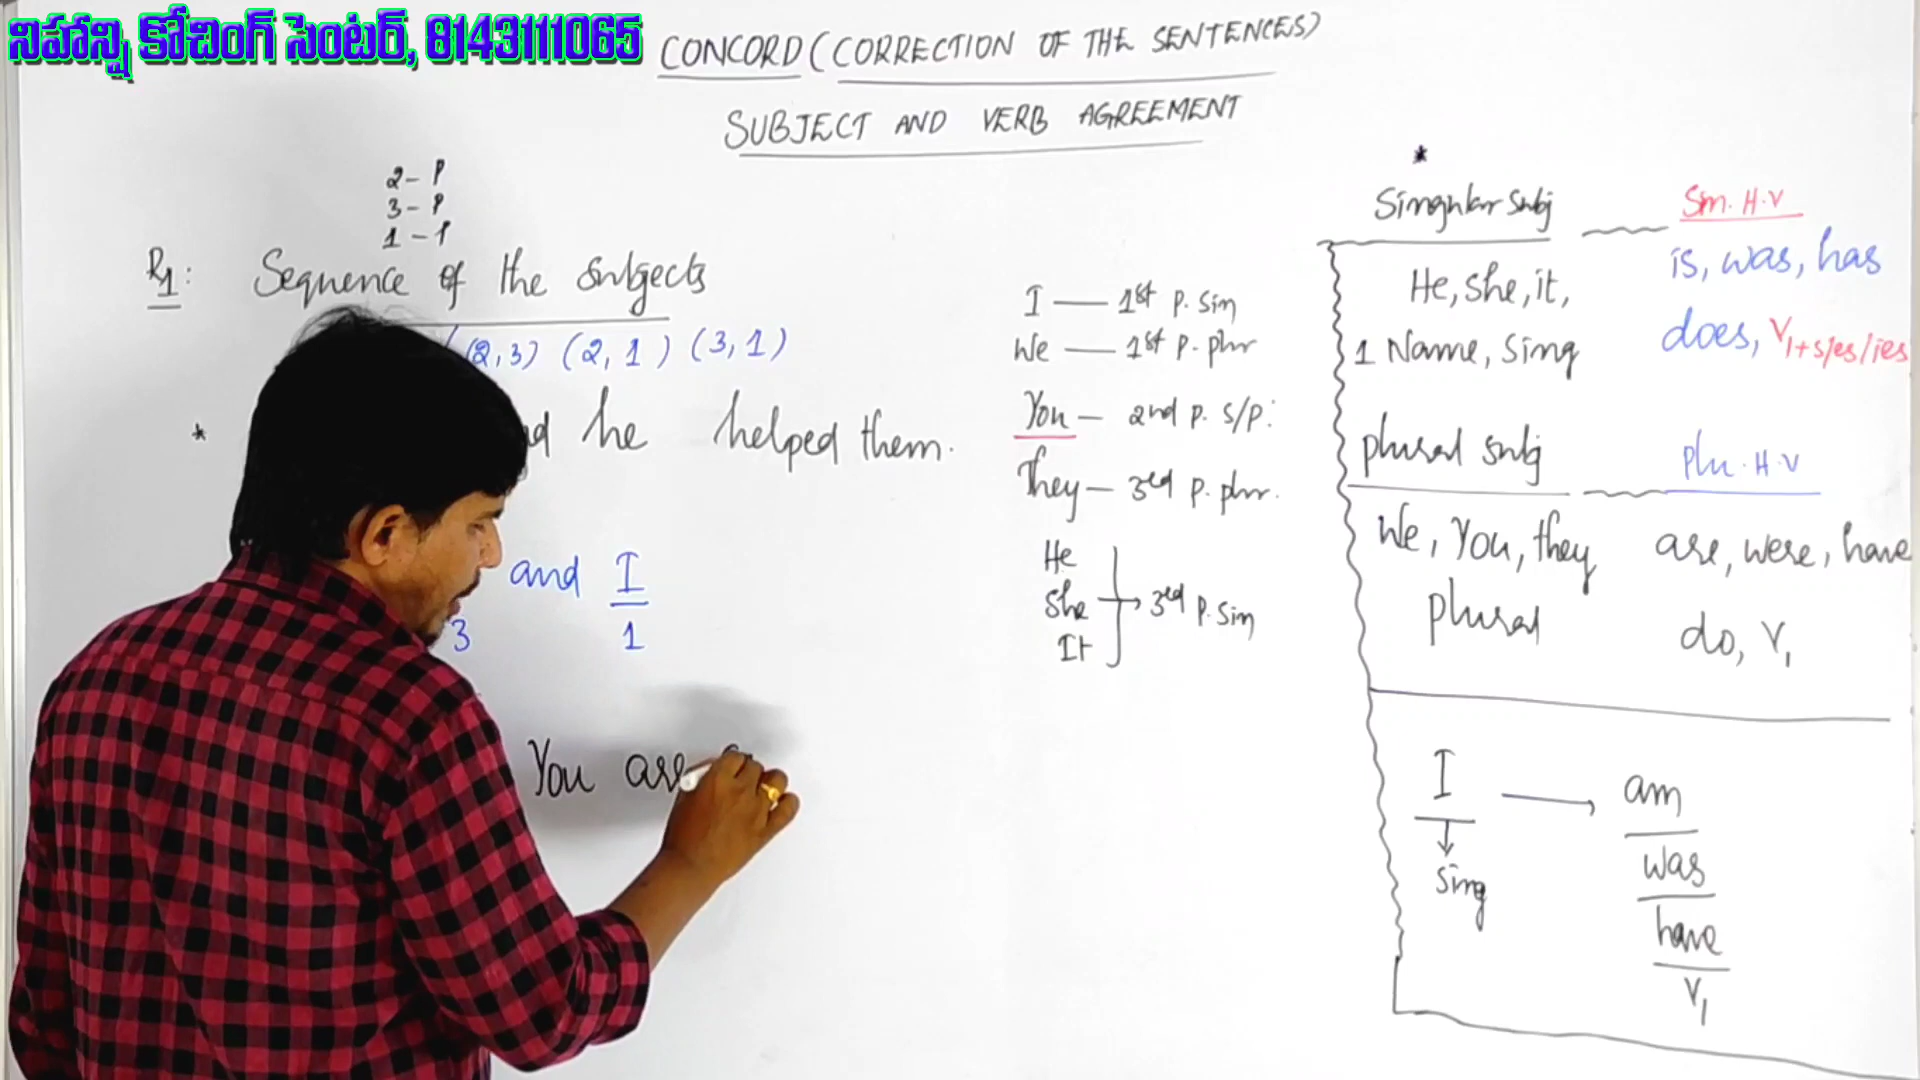 నిహాన్షి కోచింగ్ సెంటర్, 8143111065
CONCORD (CORRECTION OF THE SENTENCES)
SUBJECT AND VERB AGREEMENT
2 - P
3 - P
1 - P
R1: Sequence of the subjects
(2,3) (2,1) (3,1)
* he helped them.
and I
3 1
You are
I — 1st p. sin
We — 1st p. plur
You — 2nd p. s/p.
They — 3rd p. plur.
He
She → 3rd p. sin
It
*
Singular subj Sin. H.V
He, she, it, is, was, has
1 Name, Sing does, V1+s/es/ies
plural subj Plu. H.V
We, You, they are, were, have
plural do, V1
I → am
↓ was
Sing have
V1